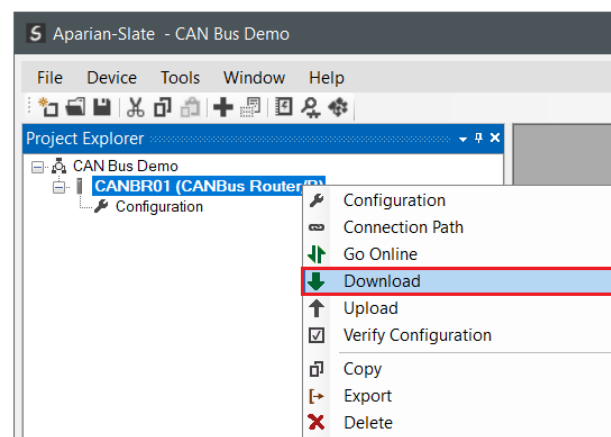 S Aparian-Slate - CAN Bus Demo
File Device Tools Window Help
Project Explorer
CAN Bus Demo
CANBR01 (CANBus Router/B)
Configuration
Configuration
Connection Path
Go Online
Download
Upload
Verify Configuration
Copy
Export
Delete